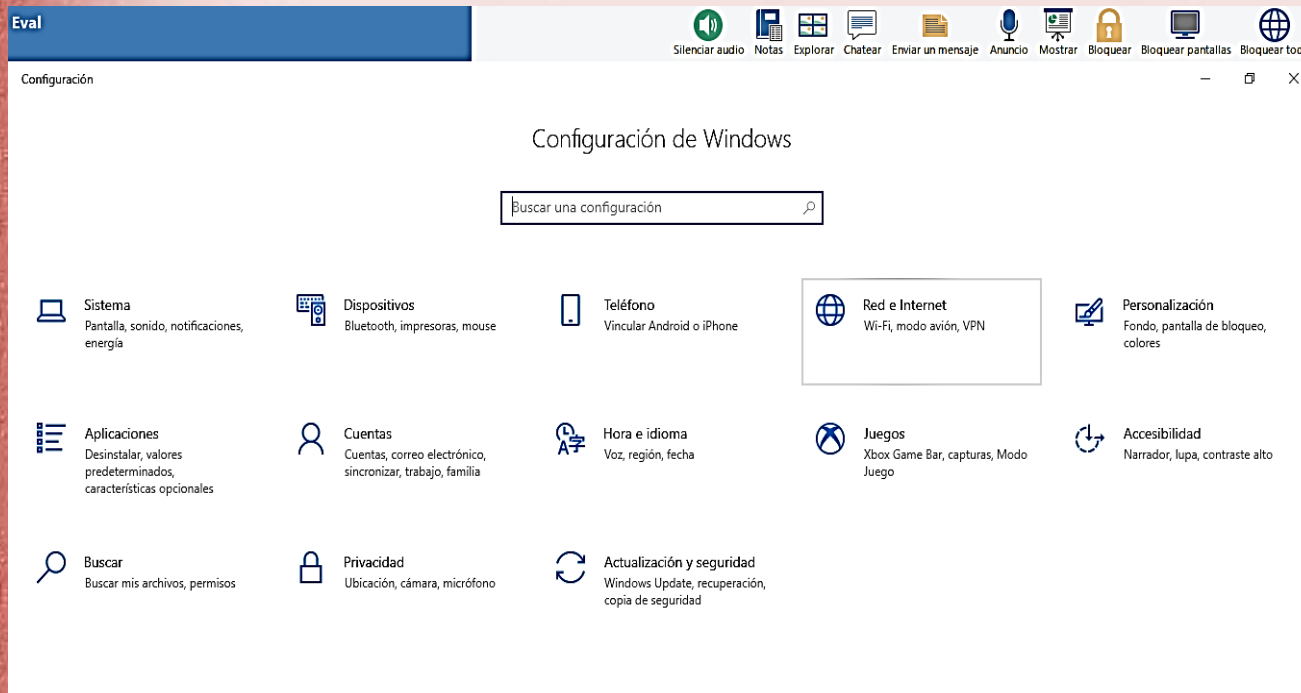 Eval
Silenciar audio Notas Explorar Chatear Enviar un mensaje Anuncio Mostrar Bloquear Bloquear pantallas Bloquear tod
Configuración
Configuración de Windows
Buscar una configuración
Sistema
Pantalla, sonido, notificaciones,
energía
Dispositivos
Bluetooth, impresoras, mouse
Teléfono
Vincular Android o iPhone
Red e Internet
Wi-Fi, modo avión, VPN
Personalización
Fondo, pantalla de bloqueo,
colores
Aplicaciones
Desinstalar, valores
predeterminados,
características opcionales
Cuentas
Cuentas, correo electrónico,
sincronizar, trabajo, familia
Hora e idioma
Voz, región, fecha
Juegos
Xbox Game Bar, capturas, Modo
Juego
Accesibilidad
Narrador, lupa, contraste alto
Buscar
Buscar mis archivos, permisos
Privacidad
Ubicación, cámara, micrófono
Actualización y seguridad
Windows Update, recuperación,
copia de seguridad